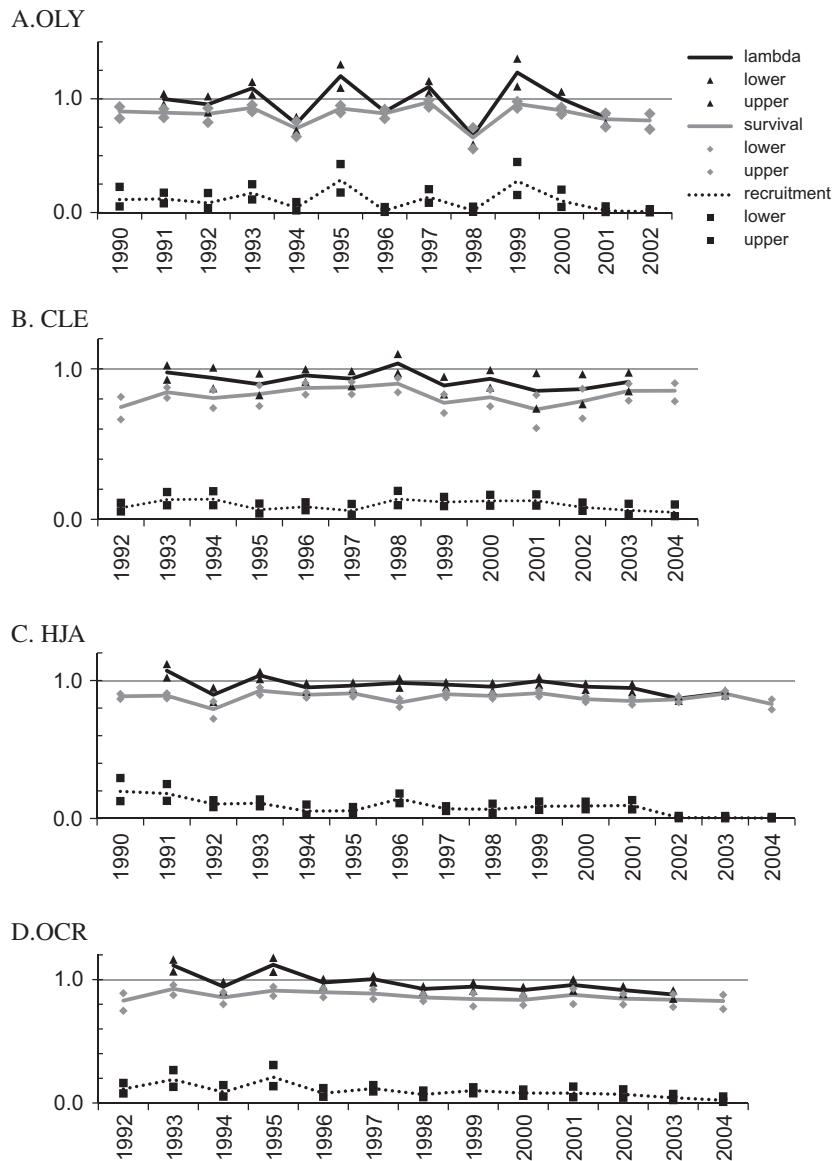 A.OLY
1.0
0.0
1990 1991 1992 1993 1994 1995 1996 1997 1998 1999 2000 2001 2002
lambda
lower
upper
survival
lower
upper
recruitment
lower
upper
B. CLE
1.0
0.0
1992 1993 1994 1995 1996 1997 1998 1999 2000 2001 2002 2003 2004
C. HJA
1.0
0.0
1990 1991 1992 1993 1994 1995 1996 1997 1998 1999 2000 2001 2002 2003 2004
D.OCR
1.0
0.0
1992 1993 1994 1995 1996 1997 1998 1999 2000 2001 2002 2003 2004